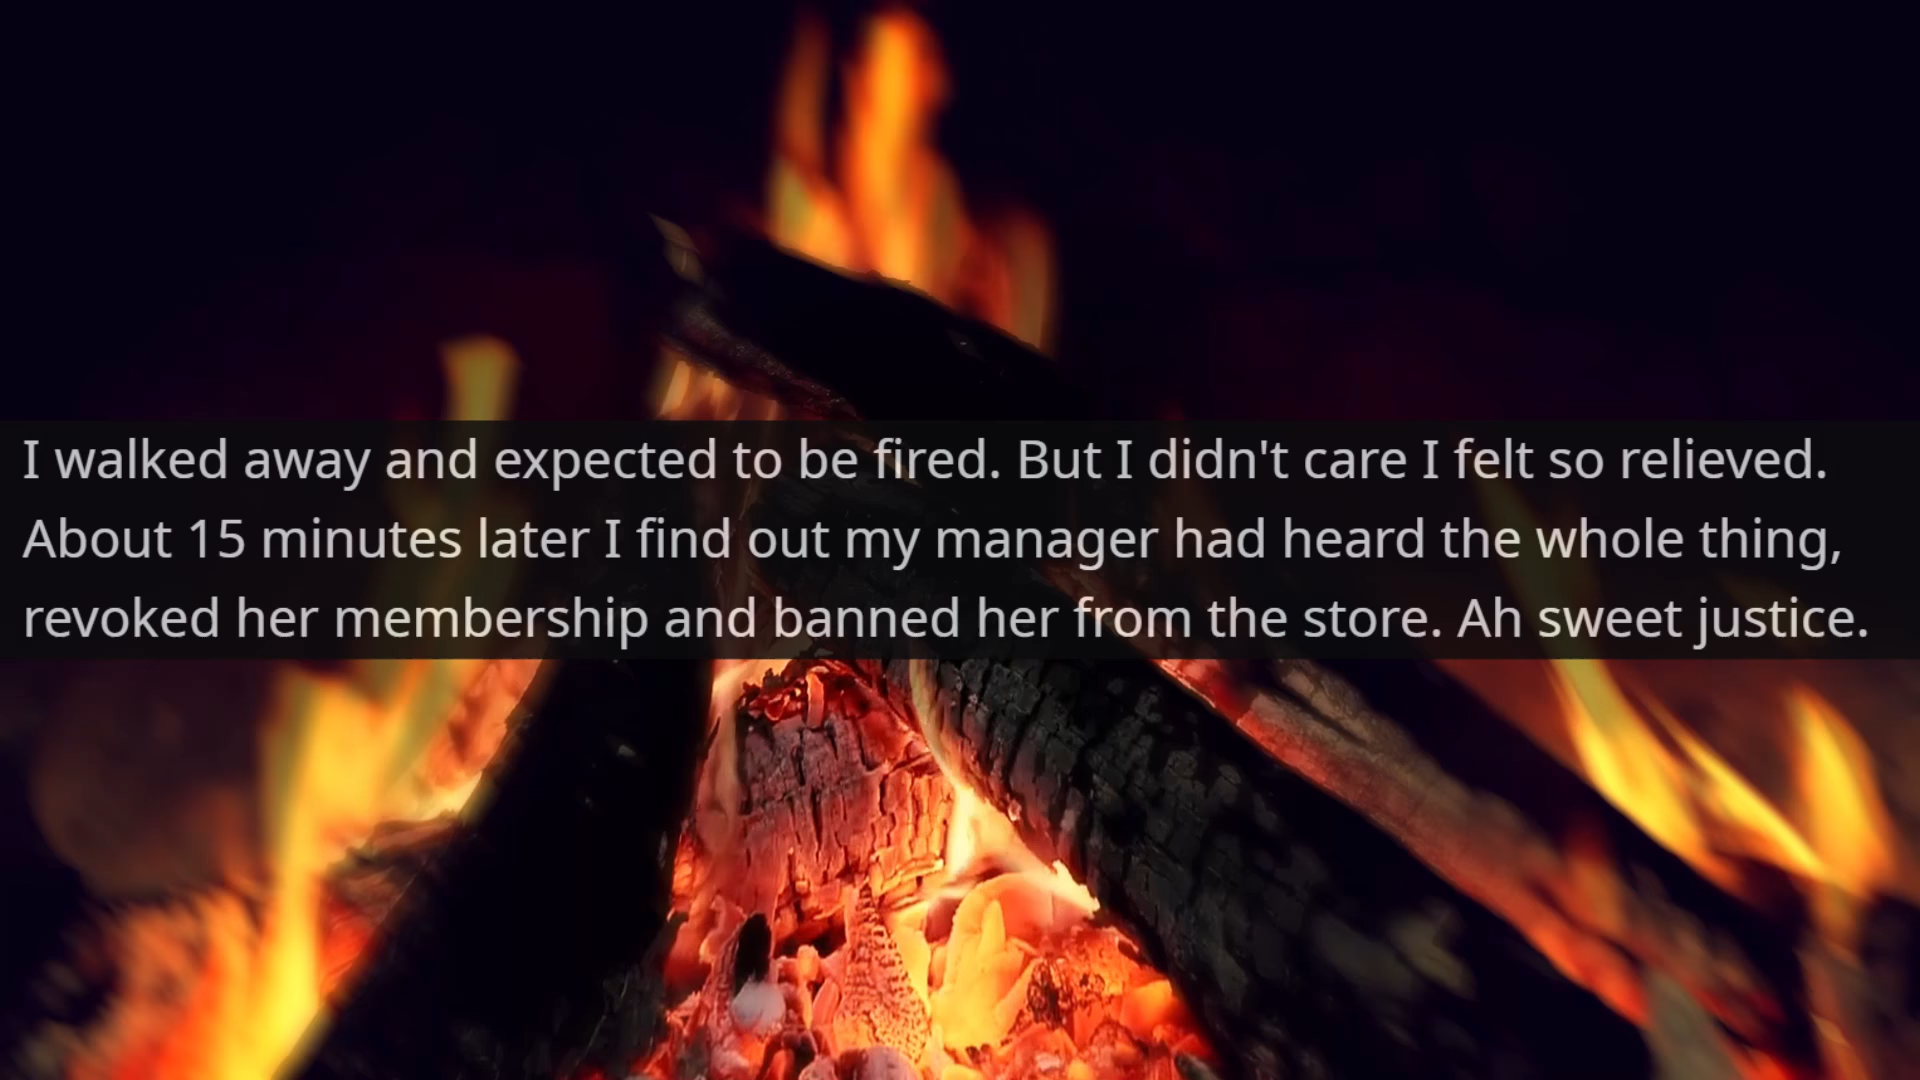 I walked away and expected to be fired. But I didn't care I felt so relieved.
About 15 minutes later I find out my manager had heard the whole thing,
revoked her membership and banned her from the store. Ah sweet justice.